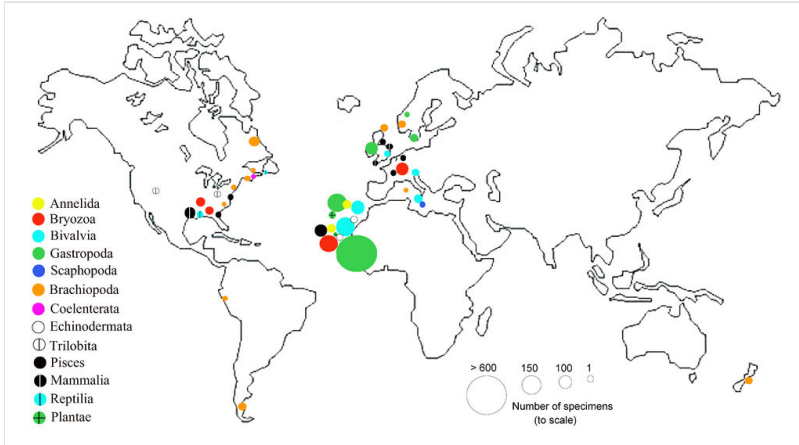 Annelida
Bryozoa
Bivalvia
Gastropoda
Scaphopoda
Brachiopoda
Coelenterata
Echinodermata
Trilobita
Pisces
Mammalia
Reptilia
Plantae
> 600 150 100 1
Number of specimens
(to scale)